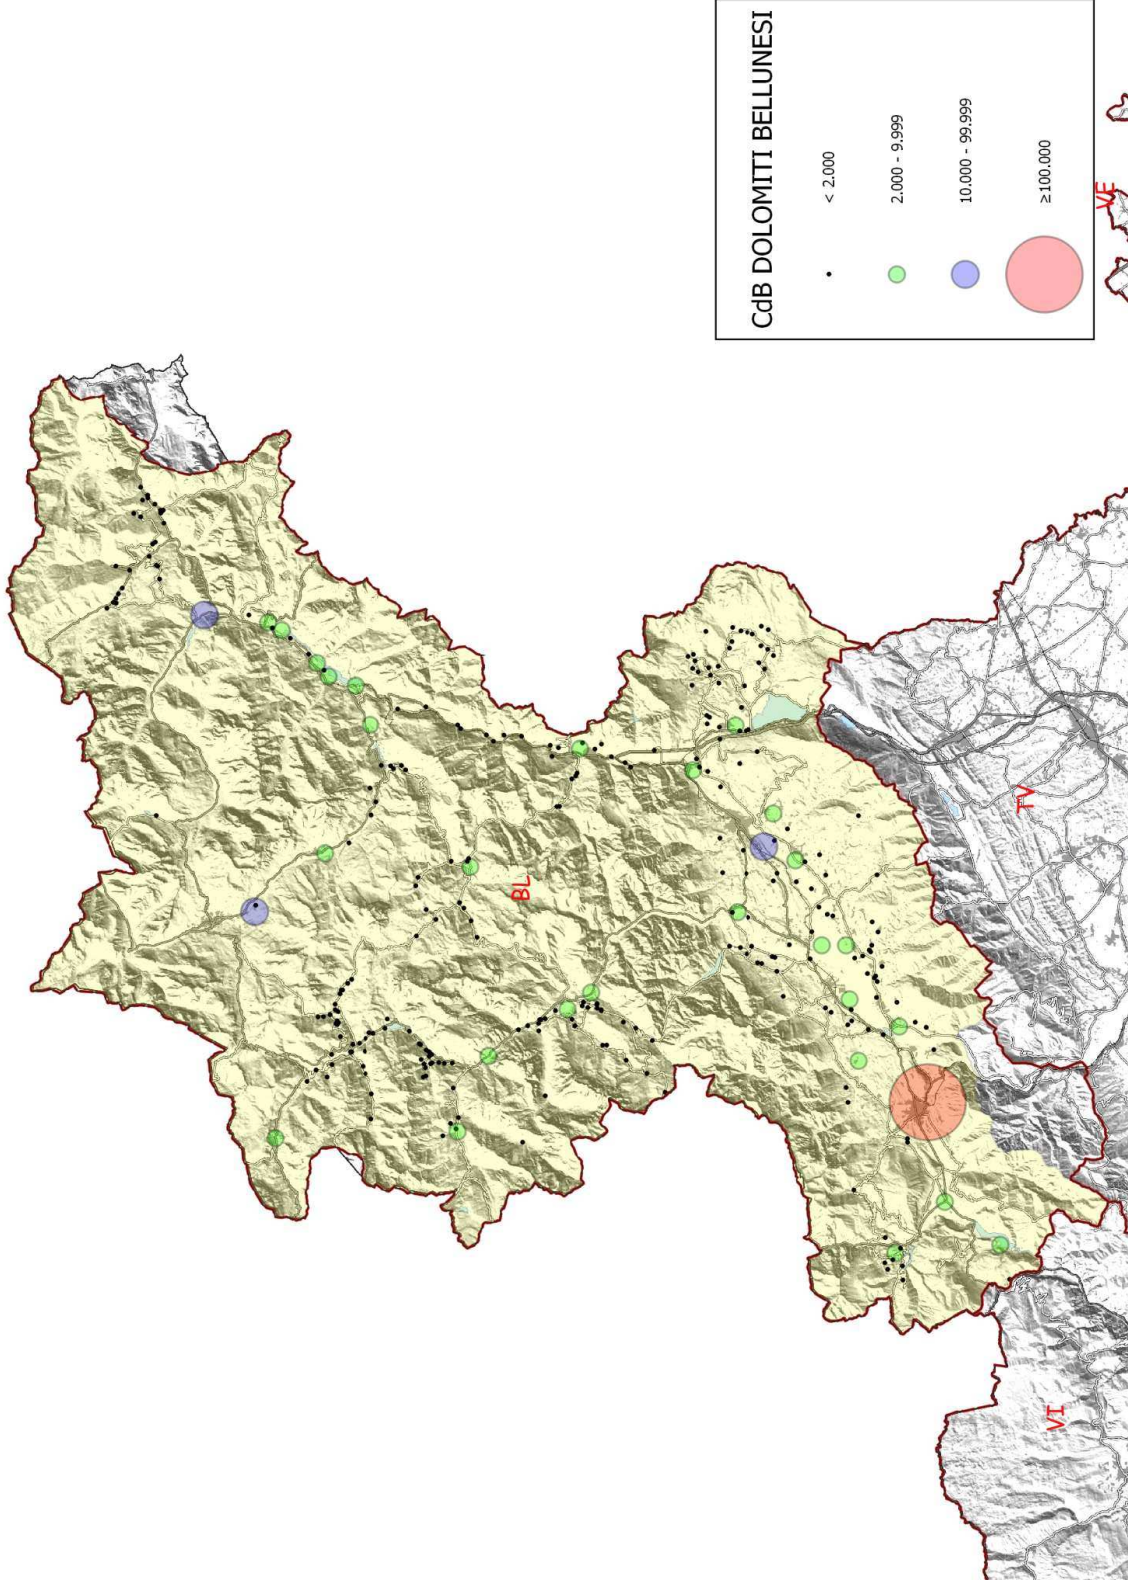 CdB DOLOMITI BELLUNESI
< 2.000
2.000 - 9.999
10.000 - 99.999
≥100.000
BL
TV
VI
VE